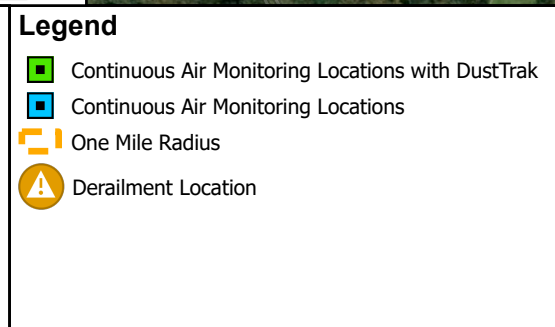 Legend
Continuous Air Monitoring Locations with DustTrak
Continuous Air Monitoring Locations
One Mile Radius
Derailment Location